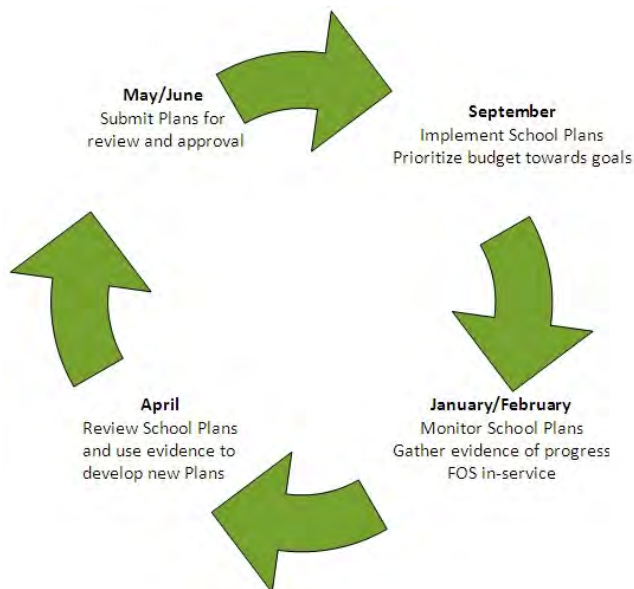 May/June
Submit Plans for
review and approval
September
Implement School Plans
Prioritize budget towards goals
January/February
Monitor School Plans
Gather evidence of progress
FOS in-service
April
Review School Plans
and use evidence to
develop new Plans